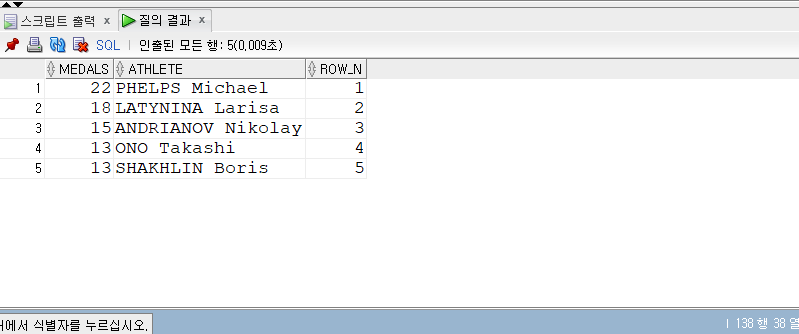 스크립트 출력 x 질의 결과 x
SQL | 인출된 모든 행: 5(0,009초)
MEDALS ATHLETE ROW_N
1 22 PHELPS Michael 1
2 18 LATYNINA Larisa 2
3 15 ANDRIANOV Nikolay 3
4 13 ONO Takashi 4
5 13 SHAKHLIN Boris 5
에서 식별자를 누르십시오. | 138 행 38 열